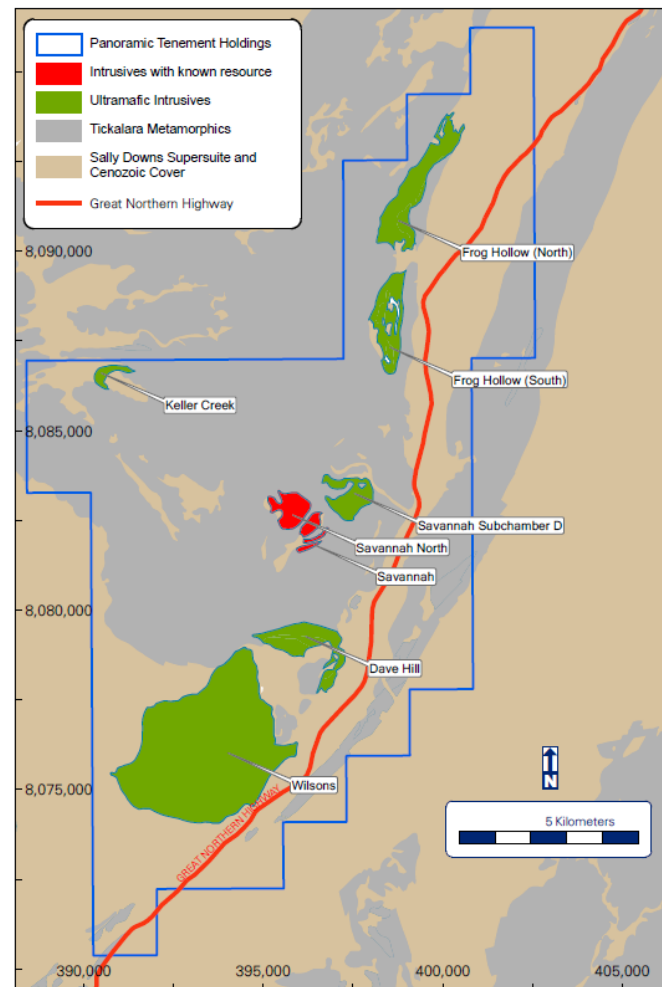 Panoramic Tenement Holdings
Intrusives with known resource
Ultramafic Intrusives
Tickalara Metamorphics
Sally Downs Supersuite and
Cenozoic Cover
Great Northern Highway
8,090,000
Frog Hollow (North)
Frog Hollow (South)
Keller Creek
8,085,000
Savannah Subchamber D
Savannah North
Savannah
8,080,000
Dave Hill
Wilsons
8,075,000
N
5 Kilometers
GREAT NORTHERN HIGHWAY
390,000
395,000
400,000
405,000